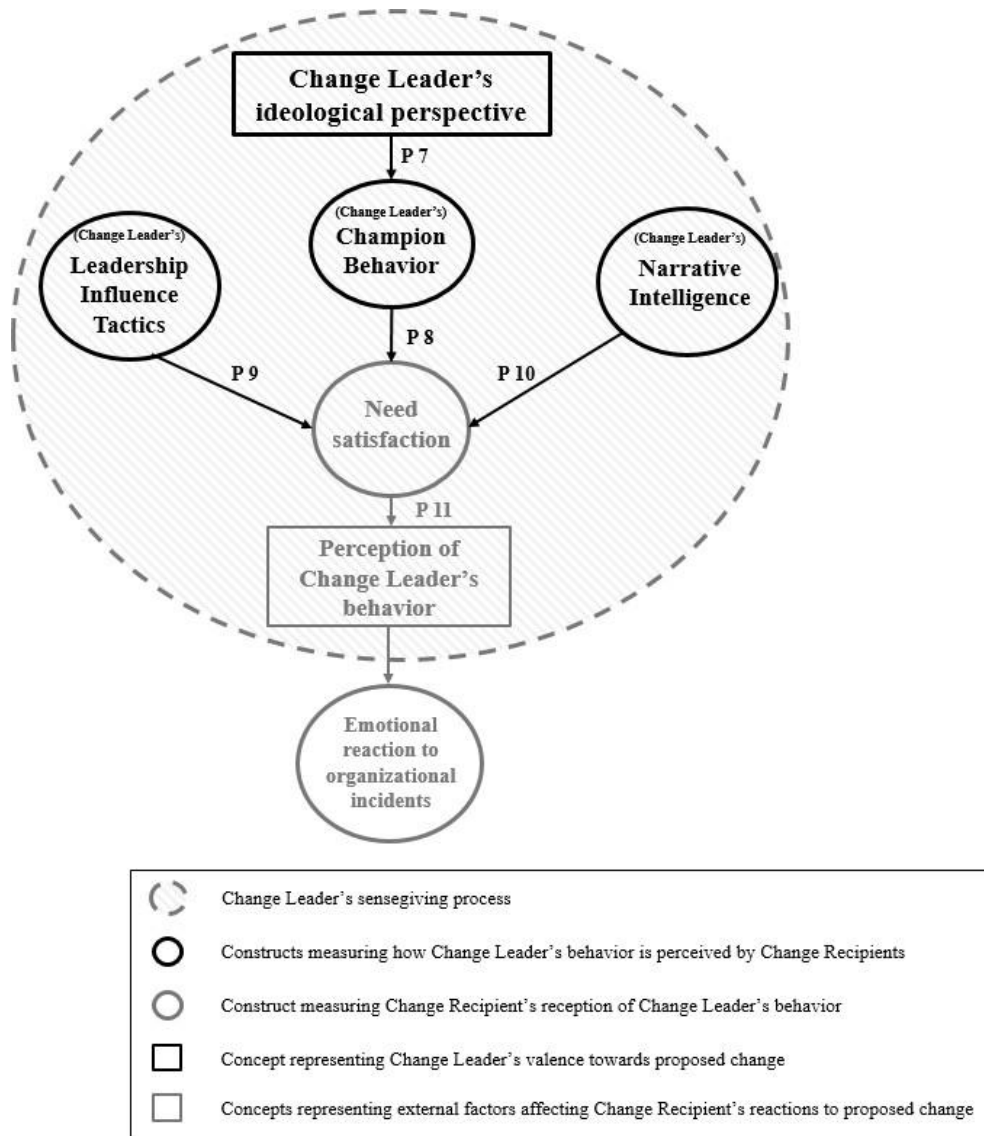 Change Leader’s
ideological perspective
P 7
(Change Leader’s)
Champion
Behavior
(Change Leader’s)
Leadership
Influence
Tactics
(Change Leader’s)
Narrative
Intelligence
P 8
P 9
P 10
Need
satisfaction
P 11
Perception of
Change Leader’s
behavior
Emotional
reaction to
organizational
incidents
Change Leader’s sensegiving process
Constructs measuring how Change Leader’s behavior is perceived by Change Recipients
Construct measuring Change Recipient’s reception of Change Leader’s behavior
Concept representing Change Leader’s valence towards proposed change
Concepts representing external factors affecting Change Recipient’s reactions to proposed change